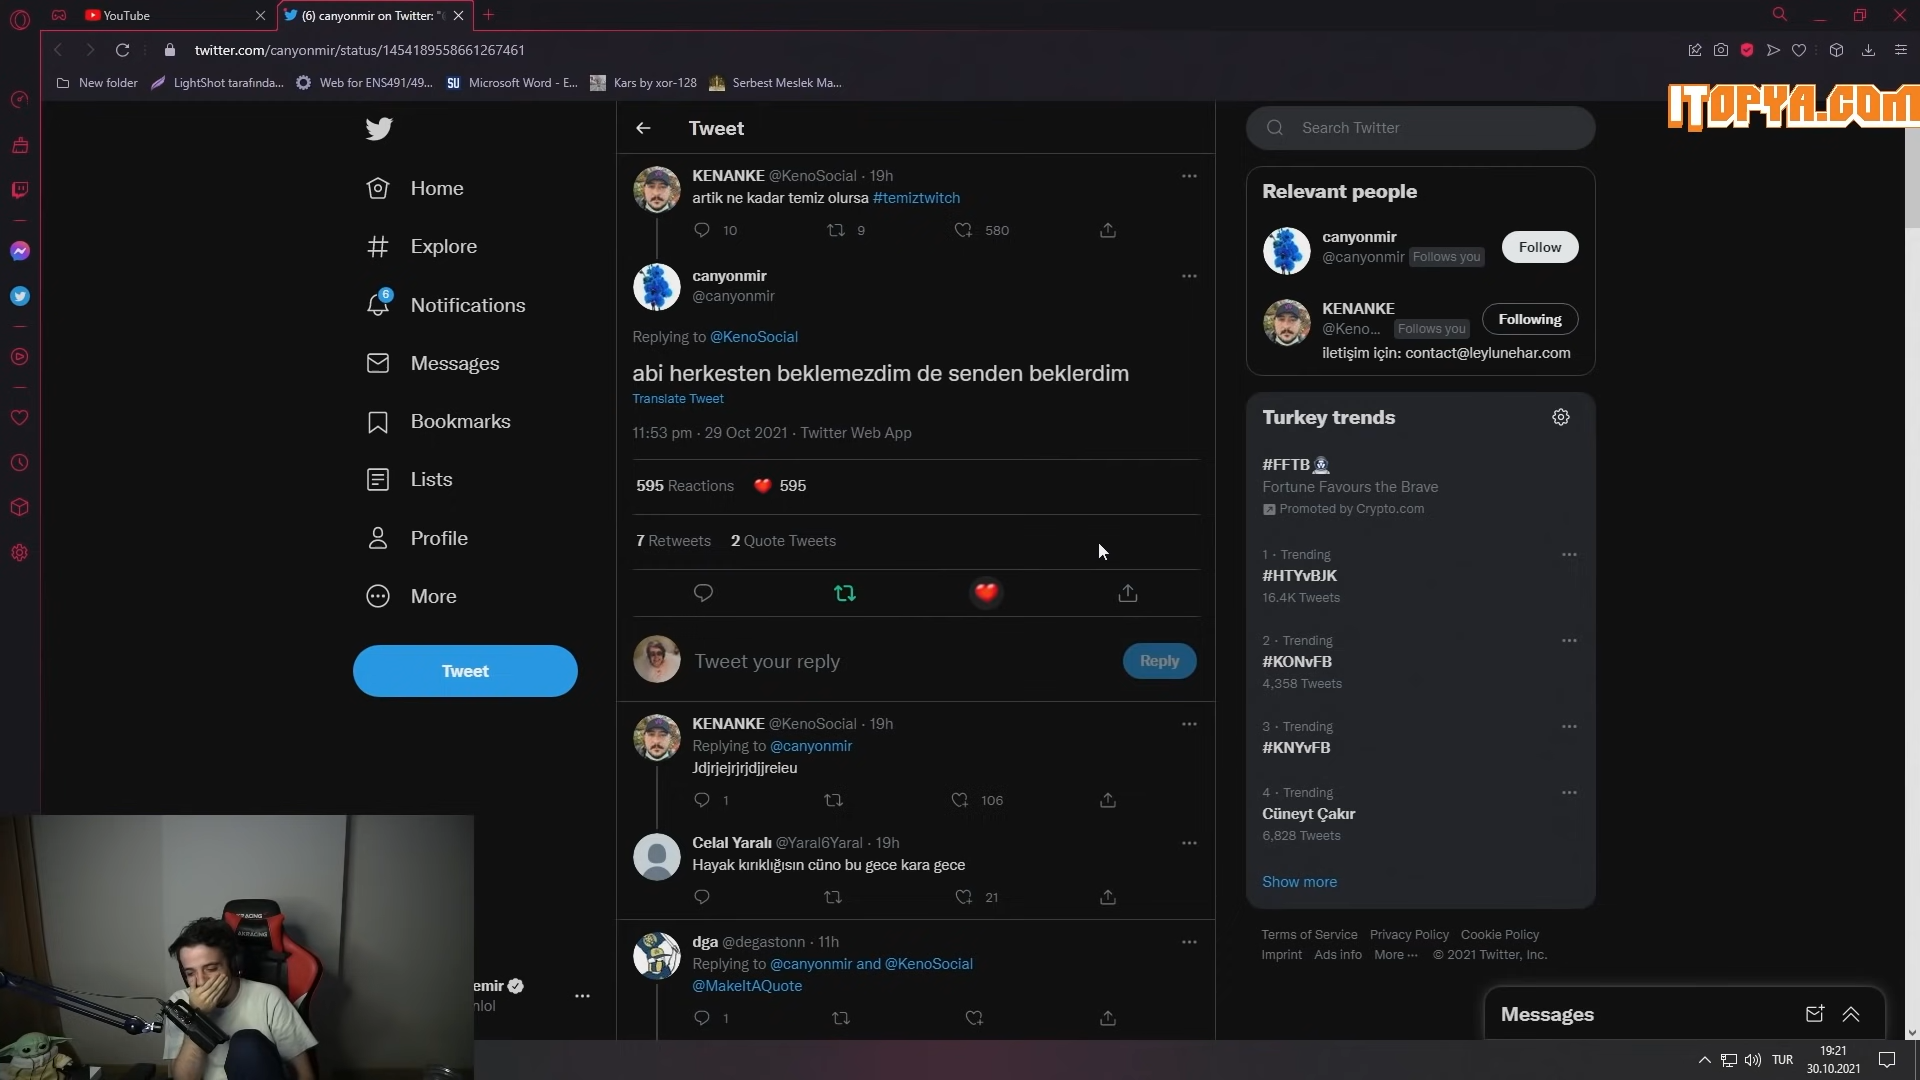 YouTube
(6) canyonmir on Twitter: "
twitter.com/canyonmir/status/1454189558661267461
New folder
LightShot tarafında...
Web for ENS491/49...
SU
Microsoft Word - E...
Kars by xor-128
Serbest Meslek Ma...
ITOPYA.COM
Home
Explore
6
Notifications
Messages
Bookmarks
Lists
Profile
More
Tweet
emir
nlol
Tweet
KENANKE @KenoSocial · 19h
artik ne kadar temiz olursa #temiztwitch
10 9 580
canyonmir
@canyonmir
Replying to @KenoSocial
abi herkesten beklemezdim de senden beklerdim
Translate Tweet
11:53 pm · 29 Oct 2021 · Twitter Web App
595 Reactions 595
7 Retweets 2 Quote Tweets
Tweet your reply
Reply
KENANKE @KenoSocial · 19h
Replying to @canyonmir
Jdjrjejrjrjdjjreieu
1 106
Celal Yaralı @Yaral6Yaral · 19h
Hayak kırıklığısın cüno bu gece kara gece
21
dga @degastonn · 11h
Replying to @canyonmir and @KenoSocial
@MakeItAQuote
1
Search Twitter
Relevant people
canyonmir
@canyonmir Follows you
Follow
KENANKE
@Keno... Follows you
Following
iletişim için: contact@leylunehar.com
Turkey trends
#FFTB
Fortune Favours the Brave
Promoted by Crypto.com
1 · Trending
#HTYvBJK
16.4K Tweets
2 · Trending
#KONvFB
4,358 Tweets
3 · Trending
#KNYvFB
4 · Trending
Cüneyt Çakır
6,828 Tweets
Show more
Terms of Service Privacy Policy Cookie Policy
Imprint Ads info More ··· © 2021 Twitter, Inc.
Messages
TUR
19:21
30.10.2021